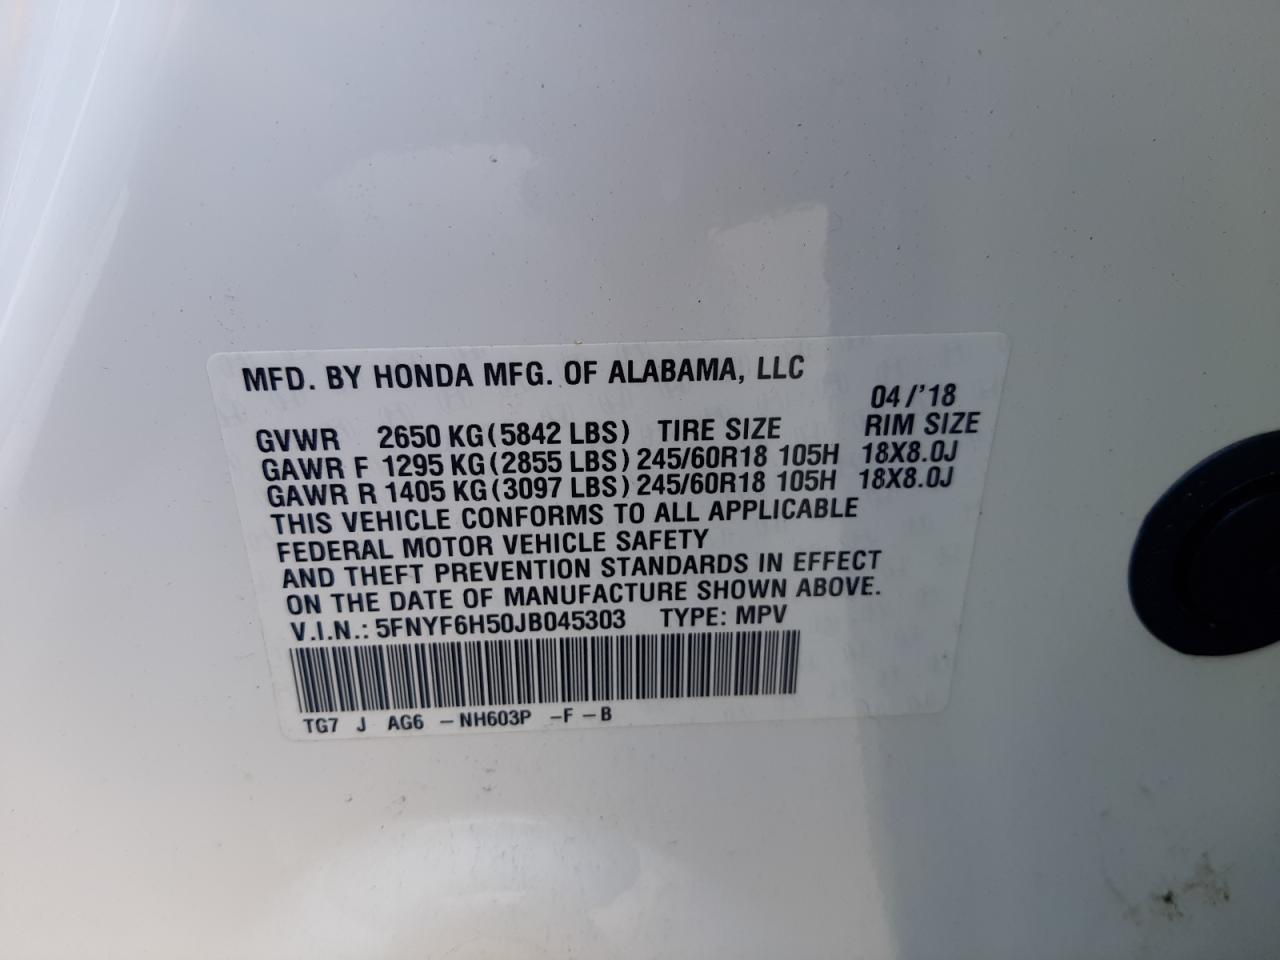 MFD. BY HONDA MFG. OF ALABAMA, LLC
04/'18
GVWR 2650 KG(5842 LBS) TIRE SIZE RIM SIZE
GAWR F 1295 KG(2855 LBS) 245/60R18 105H 18X8.0J
GAWR R 1405 KG(3097 LBS) 245/60R18 105H 18X8.0J
THIS VEHICLE CONFORMS TO ALL APPLICABLE
FEDERAL MOTOR VEHICLE SAFETY
AND THEFT PREVENTION STANDARDS IN EFFECT
ON THE DATE OF MANUFACTURE SHOWN ABOVE.
V.I.N.: 5FNYF6H50JB045303 TYPE: MPV
TG7 J AG6 -NH603P -F-B